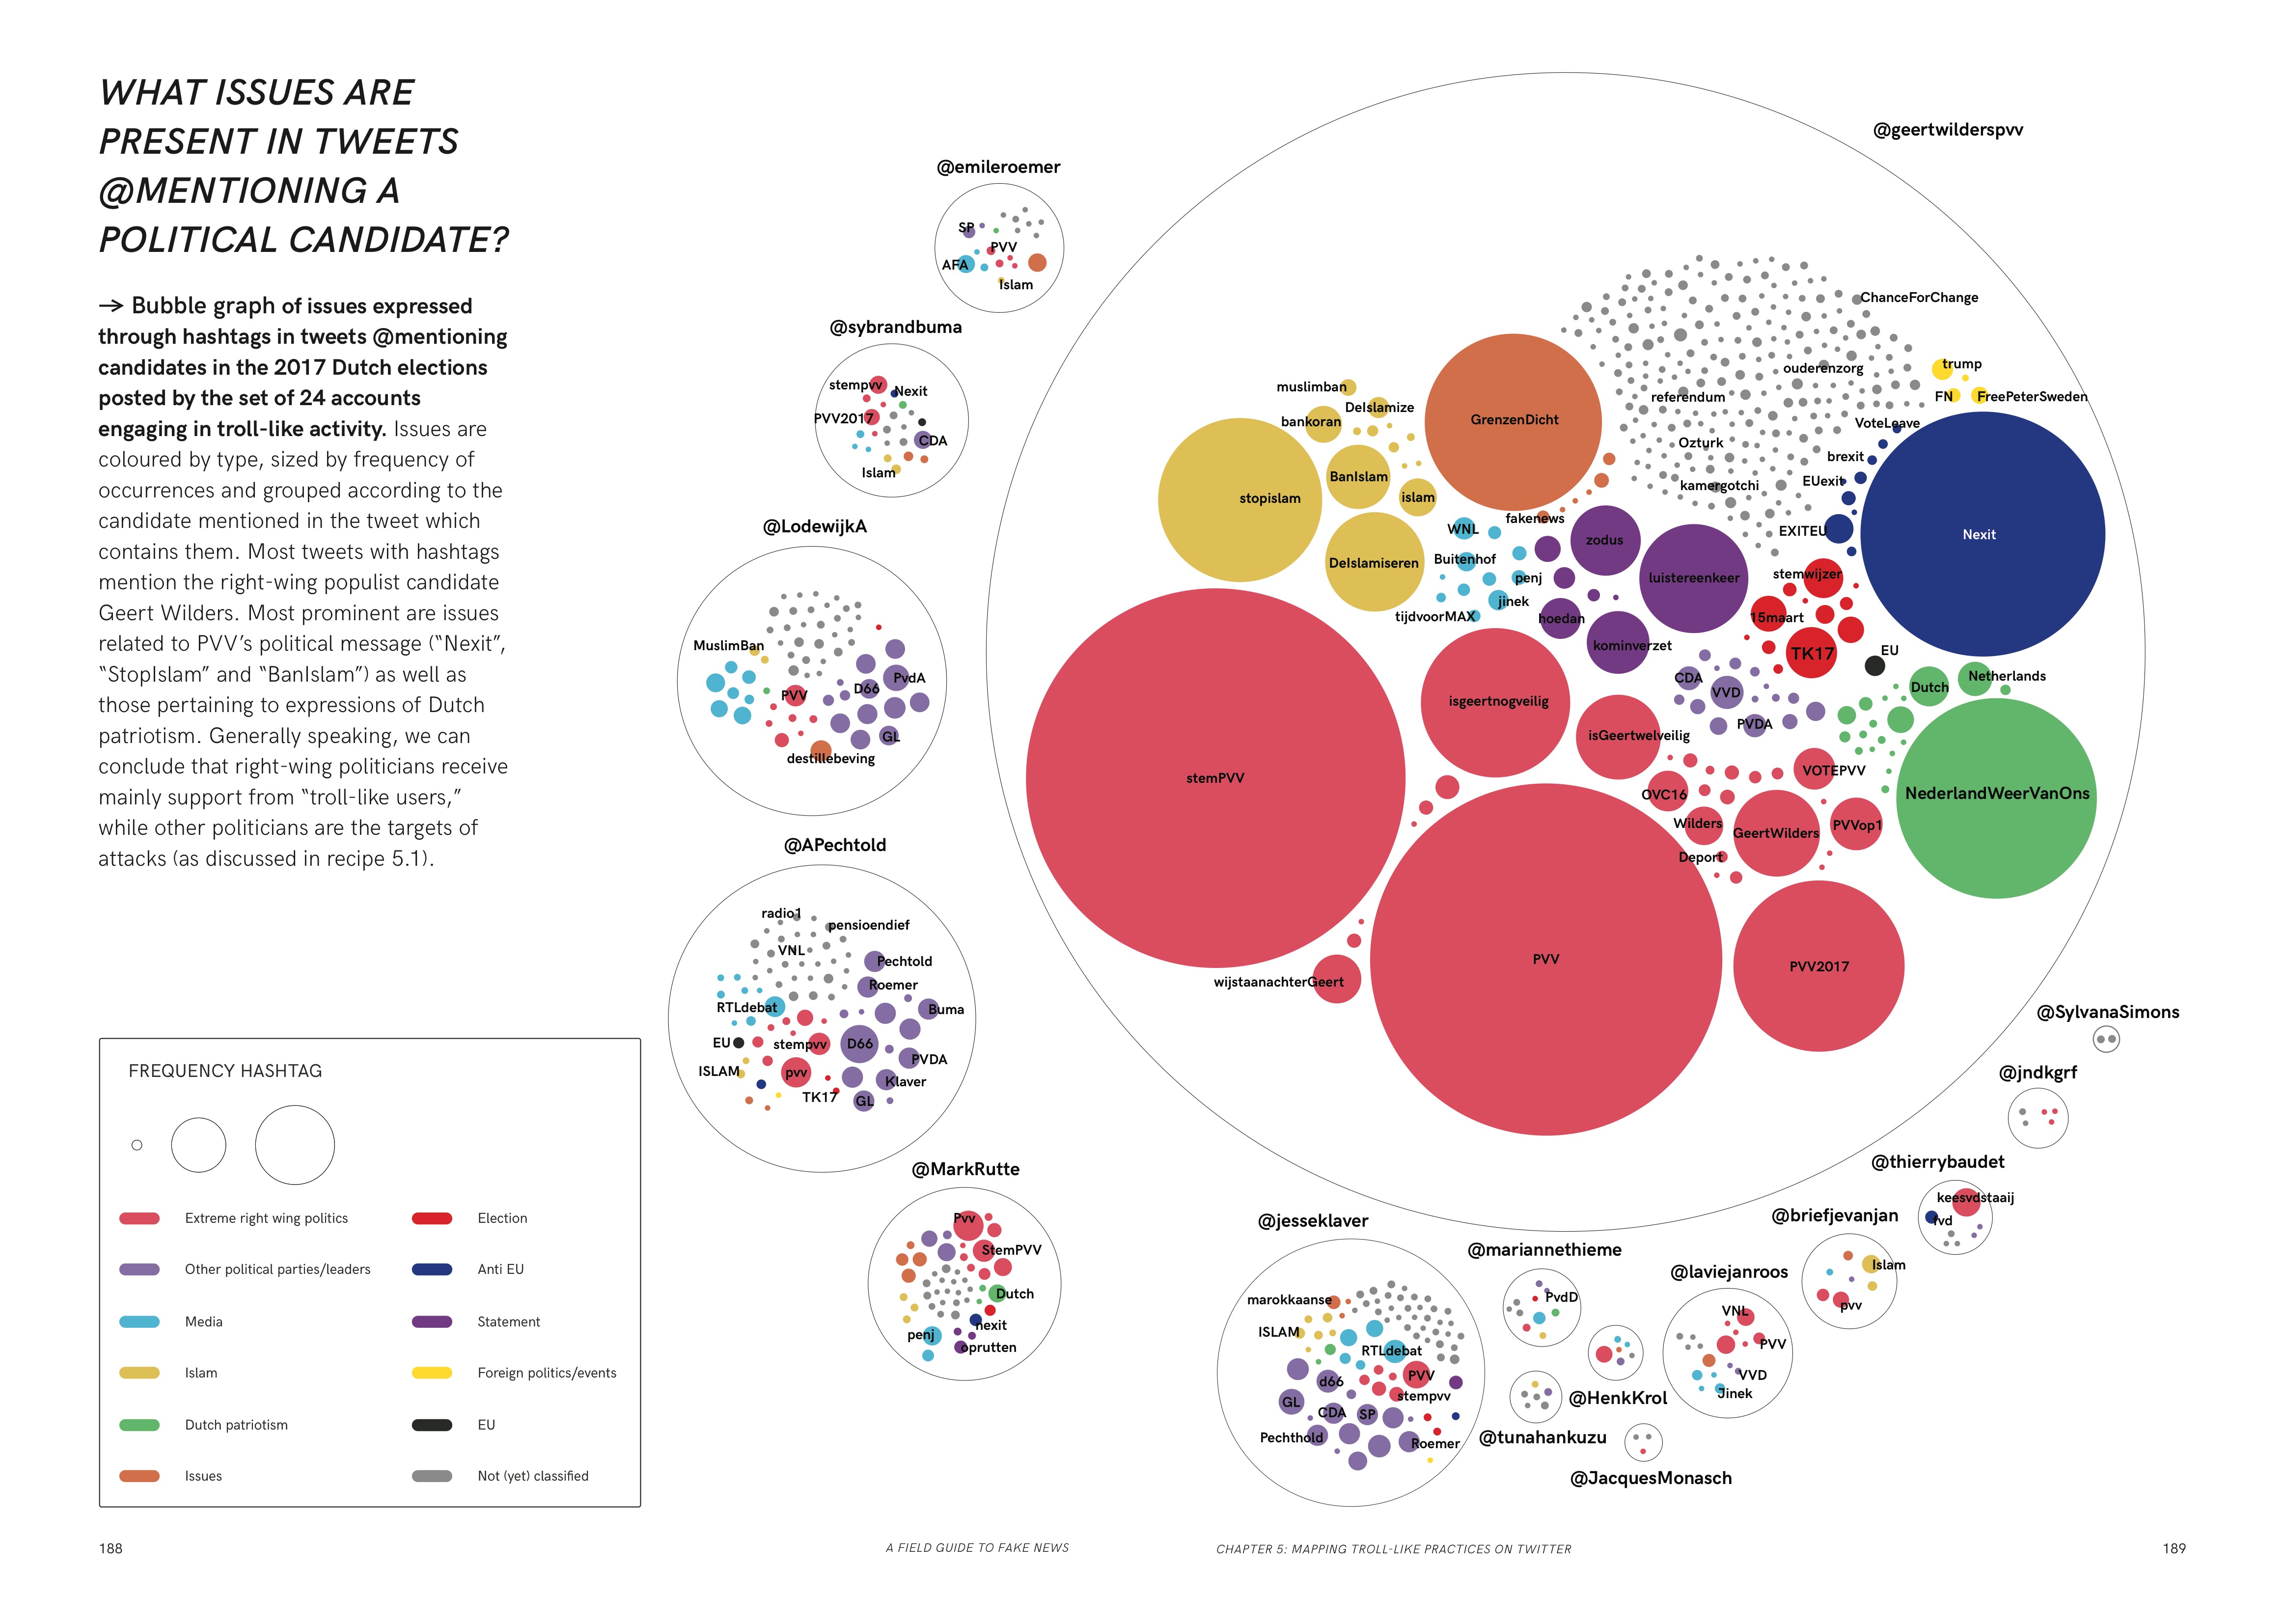 WHAT ISSUES ARE
PRESENT IN TWEETS
@MENTIONING A
POLITICAL CANDIDATE?
→ Bubble graph of issues expressed
through hashtags in tweets @mentioning
candidates in the 2017 Dutch elections
posted by the set of 24 accounts
engaging in troll-like activity. Issues are
coloured by type, sized by frequency of
occurrences and grouped according to the
candidate mentioned in the tweet which
contains them. Most tweets with hashtags
mention the right-wing populist candidate
Geert Wilders. Most prominent are issues
related to PVV's political message (“Nexit”,
“StopIslam” and “BanIslam”) as well as
those pertaining to expressions of Dutch
patriotism. Generally speaking, we can
conclude that right-wing politicians receive
mainly support from “troll-like users,”
while other politicians are the targets of
attacks (as discussed in recipe 5.1).
FREQUENCY HASHTAG
Extreme right wing politics
Other political parties/leaders
Media
Islam
Dutch patriotism
Issues
Election
Anti EU
Statement
Foreign politics/events
EU
Not (yet) classified
@emileroemer
SP
PVV
AFA
Islam
@sybrandbuma
stempvv
Nexit
PVV2017
CDA
Islam
@LodewijkA
MuslimBan
PvdA
D66
PVV
GL
destillebeving
@APechtold
radio1
pensioendief
VNL
Pechtold
Roemer
RTLdebat
Buma
EU
stempvv
D66
PVDA
ISLAM
pvv
Klaver
TK17
GL
@MarkRutte
Pvv
StemPVV
Dutch
nexit
penj
oprutten
@geertwilderspvv
ChanceForChange
trump
ouderenzorg
muslimban
FN
FreePeterSweden
referendum
DeIslamize
bankoran
GrenzenDicht
VoteLeave
Ozturk
brexit
BanIslam
EUexit
kamergotchi
stopislam
islam
fakenews
WNL
EXITEU
Nexit
zodus
Buitenhof
DeIslamiseren
penj
luistereenkeer
stemwijzer
jinek
tijdvoorMAX
hoedan
15maart
kominverzet
TK17
EU
CDA
Netherlands
VVD
Dutch
isgeertnogveilig
PVDA
isGeertwelveilig
stemPVV
VOTEPVV
OVC16
NederlandWeerVanOns
Wilders
GeertWilders
PVVop1
Deport
PVV
PVV2017
wijstaanachterGeert
@SylvanaSimons
@jndkgrf
@thierrybaudet
keesvdstaaij
fvd
@briefjevanjan
Islam
pvv
@laviejanroos
VNL
PVV
VVD
Jinek
@mariannethieme
PvdD
@HenkKrol
@tunahankuzu
@JacquesMonasch
@jesseklaver
marokkaanse
ISLAM
RTLdebat
d66
PVV
stempvv
GL
CDA
SP
Pechthold
Roemer
188
A FIELD GUIDE TO FAKE NEWS
CHAPTER 5: MAPPING TROLL-LIKE PRACTICES ON TWITTER
189